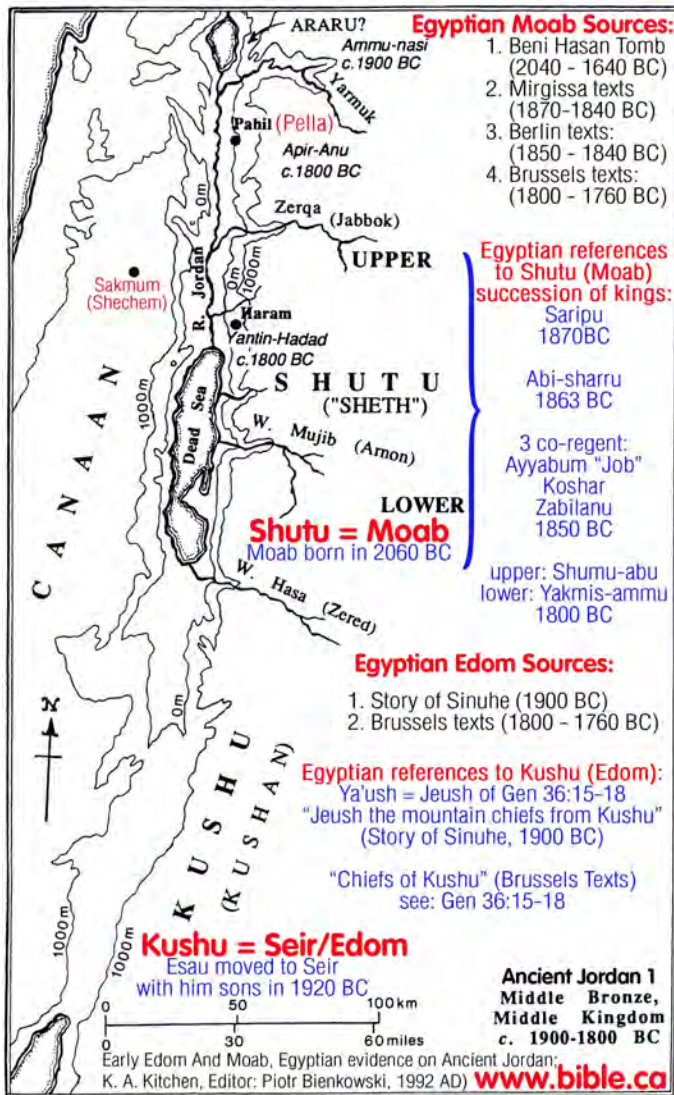 ARARU?
Ammu-nasi
c.1900 BC
Yarmuk
Pahil (Pella)
Apir-Anu
c.1800 BC
0m
Zerqa (Jabbok)
0m
1000m
UPPER
R. Jordan
Sakmum
(Shechem)
Haram
Yantin-Hadad
c.1800 BC
SHUTU
("SHETH")
1000m
Dead Sea
W. Mujib (Arnon)
CANAAN
LOWER
Shutu = Moab
Moab born in 2060 BC
W. Hasa (Zered)
0m
N
KUSHU
(KUSHAN)
1000m
1000m
Kushu = Seir/Edom
Esau moved to Seir
with him sons in 1920 BC
0 50 100 km
0 30 60 miles
Early Edom And Moab, Egyptian evidence on Ancient Jordan;
K. A. Kitchen, Editor: Piotr Bienkowski, 1992 AD)
Egyptian Moab Sources:
1. Beni Hasan Tomb
(2040 - 1640 BC)
2. Mirgissa texts
(1870-1840 BC)
3. Berlin texts:
(1850 - 1840 BC)
4. Brussels texts:
(1800 - 1760 BC)
Egyptian references
to Shutu (Moab)
succession of kings:
Saripu
1870BC
Abi-sharru
1863 BC
3 co-regent:
Ayyabum "Job"
Koshar
Zabilanu
1850 BC
upper: Shumu-abu
lower: Yakmis-ammu
1800 BC
Egyptian Edom Sources:
1. Story of Sinuhe (1900 BC)
2. Brussels texts (1800 - 1760 BC)
Egyptian references to Kushu (Edom):
Ya'ush = Jeush of Gen 36:15-18
"Jeush the mountain chiefs from Kushu"
(Story of Sinuhe, 1900 BC)
"Chiefs of Kushu" (Brussels Texts)
see: Gen 36:15-18
Ancient Jordan 1
Middle Bronze,
Middle Kingdom
c. 1900-1800 BC
www.bible.ca